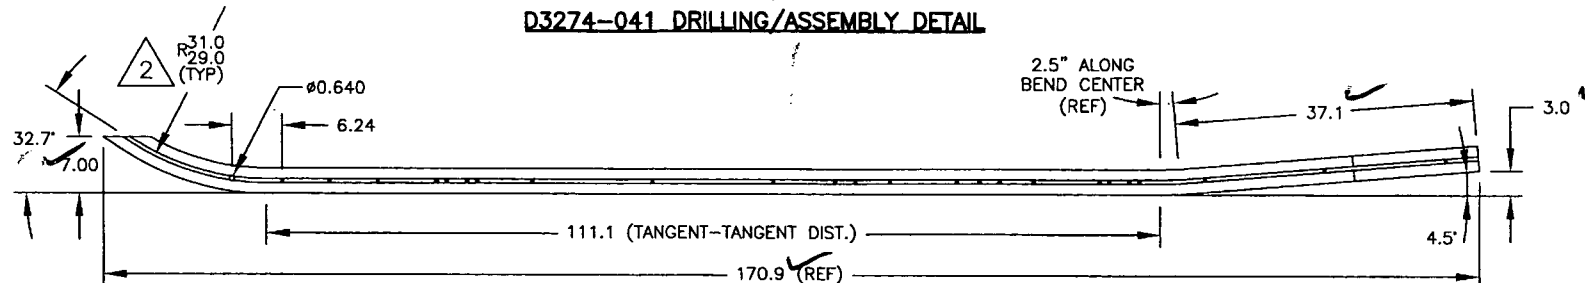 D3274-041 DRILLING/ASSEMBLY DETAIL
2
R31.0
29.0
(TYP)
ø0.640
6.24
2.5" ALONG
BEND CENTER
(REF)
37.1
3.0
32.7°
7.00
111.1 (TANGENT-TANGENT DIST.)
4.5°
170.9 (REF)